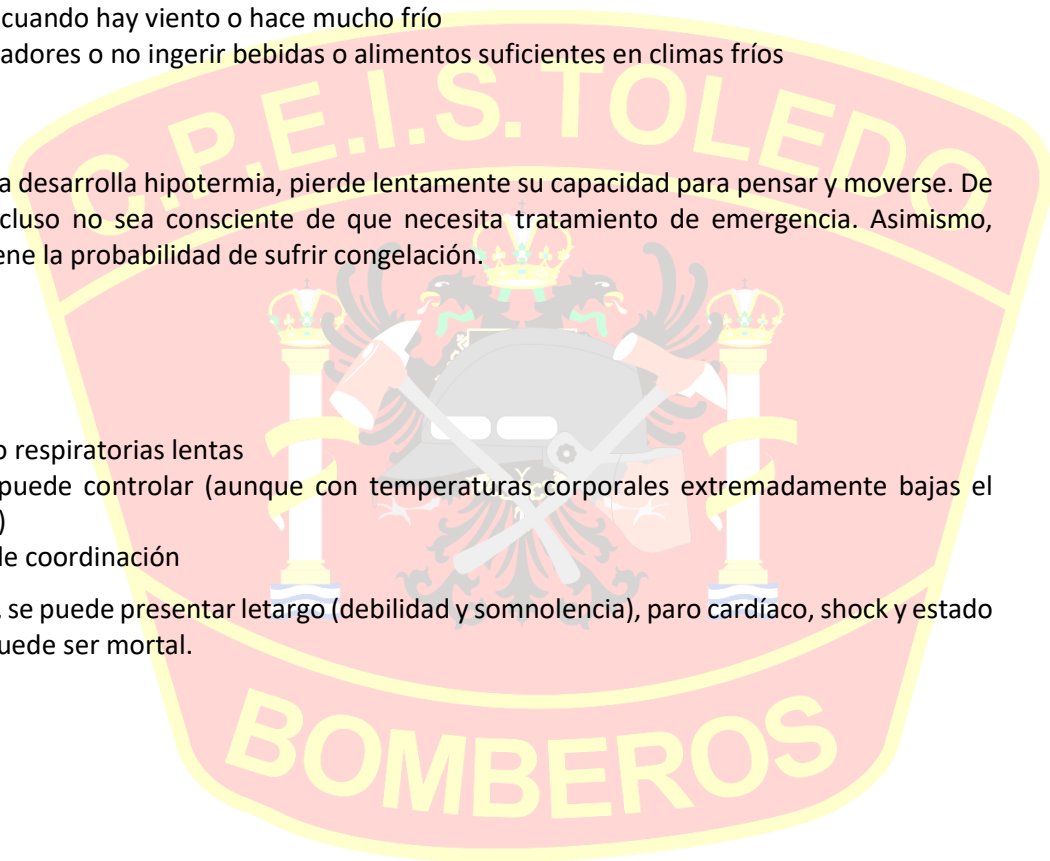 cuando hay viento o hace mucho frío
adores o no ingerir bebidas o alimentos suficientes en climas fríos
C.P.E.I.S. TOLEDO
a desarrolla hipotermia, pierde lentamente su capacidad para pensar y moverse. De
cluso no sea consciente de que necesita tratamiento de emergencia. Asimismo,
ene la probabilidad de sufrir congelación.
o respiratorias lentas
puede controlar (aunque con temperaturas corporales extremadamente bajas el
)
de coordinación
, se puede presentar letargo (debilidad y somnolencia), paro cardíaco, shock y estado
uede ser mortal.
BOMBEROS